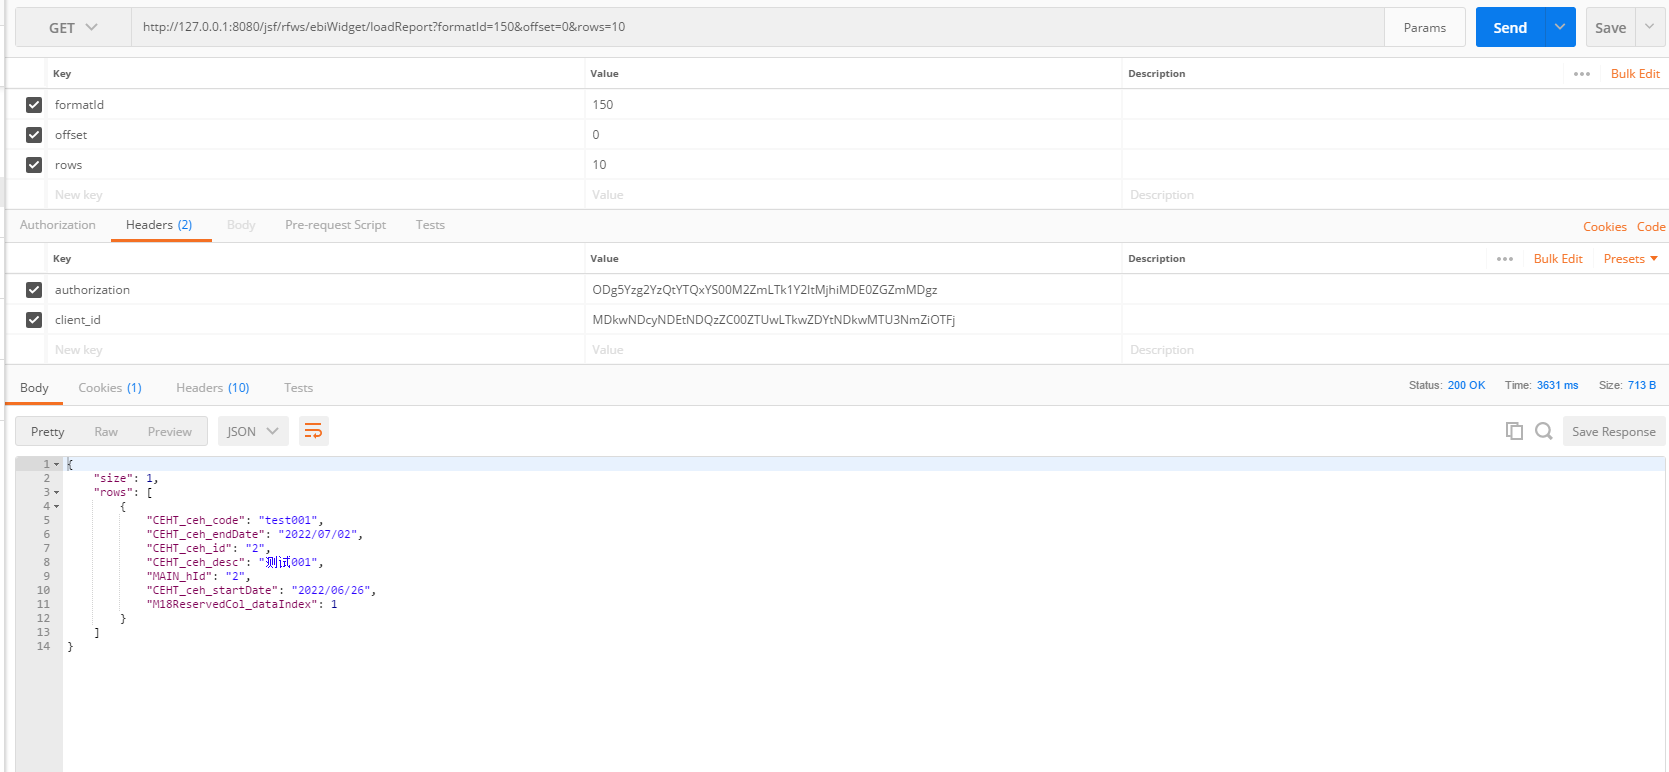 GET http://127.0.0.1:8080/jsf/rfws/ebiWidget/loadReport?formatId=150&offset=0&rows=10 Params Send Save
Key Value Description ••• Bulk Edit
formatId 150
offset 0
rows 10
New key Value Description
Authorization Headers (2) Body Pre-request Script Tests Cookies Code
Key Value Description ••• Bulk Edit Presets
authorization ODg5Yzg2YzQtYTQxYS00M2ZmLTk1Y2ItMjhiMDE0ZGZmMDgz
client_id MDkwNDcyNDEtNDQzZC00ZTUwLTkwZDYtNDkwMTU3NmZiOTFj
New key Value Description
Body Cookies (1) Headers (10) Tests Status: 200 OK Time: 3631 ms Size: 713 B
Pretty Raw Preview JSON Save Response
1 {
2 "size": 1,
3 "rows": [
4 {
5 "CEHT_ceh_code": "test001",
6 "CEHT_ceh_endDate": "2022/07/02",
7 "CEHT_ceh_id": "2",
8 "CEHT_ceh_desc": "测试001",
9 "MAIN_hId": "2",
10 "CEHT_ceh_startDate": "2022/06/26",
11 "M18ReservedCol_dataIndex": 1
12 }
13 ]
14 }